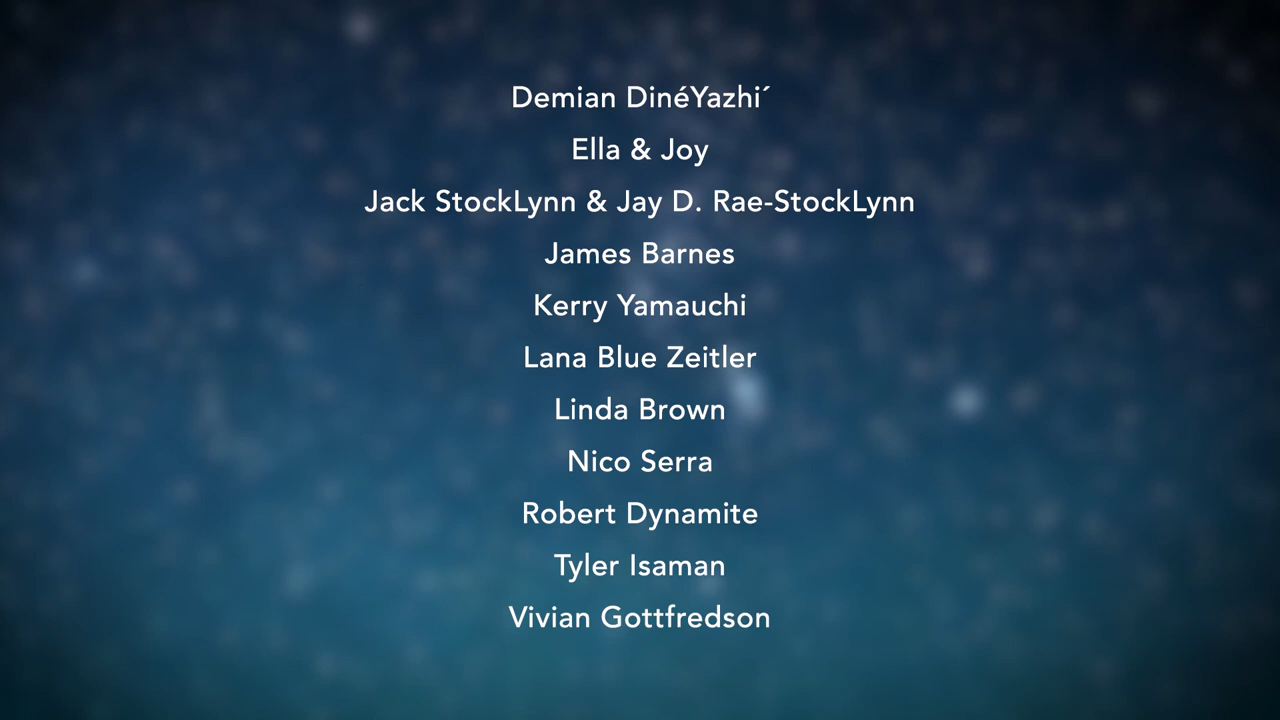 Demian DinéYazhi´
Ella & Joy
Jack StockLynn & Jay D. Rae-StockLynn
James Barnes
Kerry Yamauchi
Lana Blue Zeitler
Linda Brown
Nico Serra
Robert Dynamite
Tyler Isaman
Vivian Gottfredson